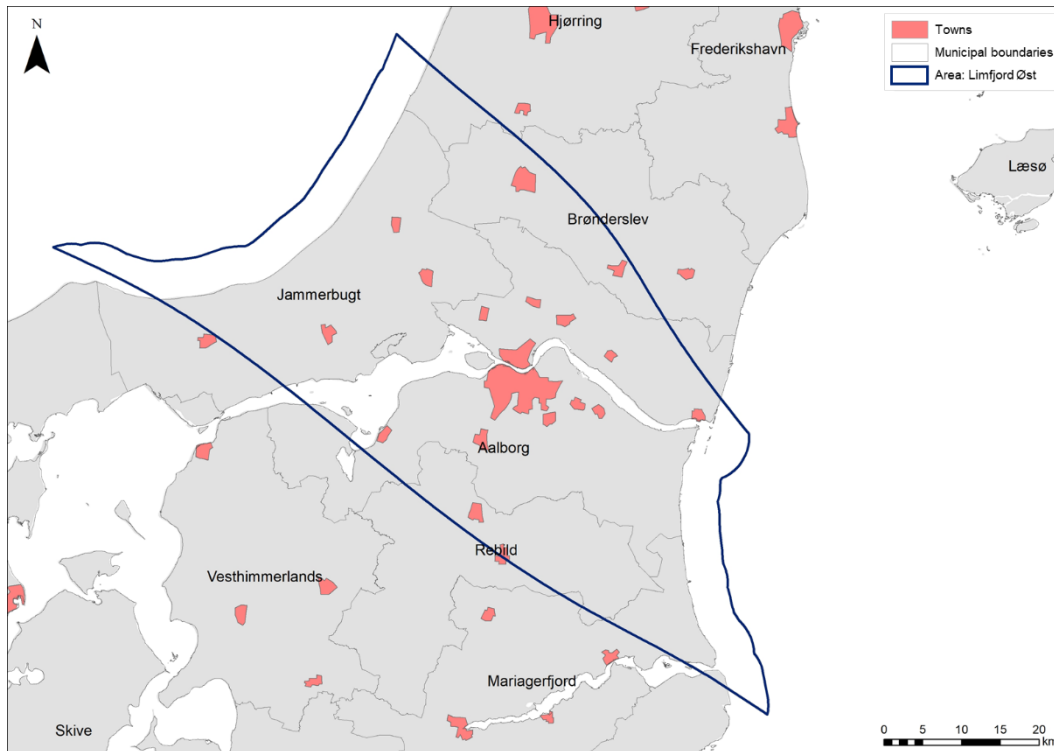 N
Hjørring
Frederikshavn
Towns
Municipal boundaries
Area: Limfjord Øst
Læsø
Brønderslev
Jammerbugt
Aalborg
Rebild
Vesthimmerlands
Mariagerfjord
Skive
0 5 10 15 20
km